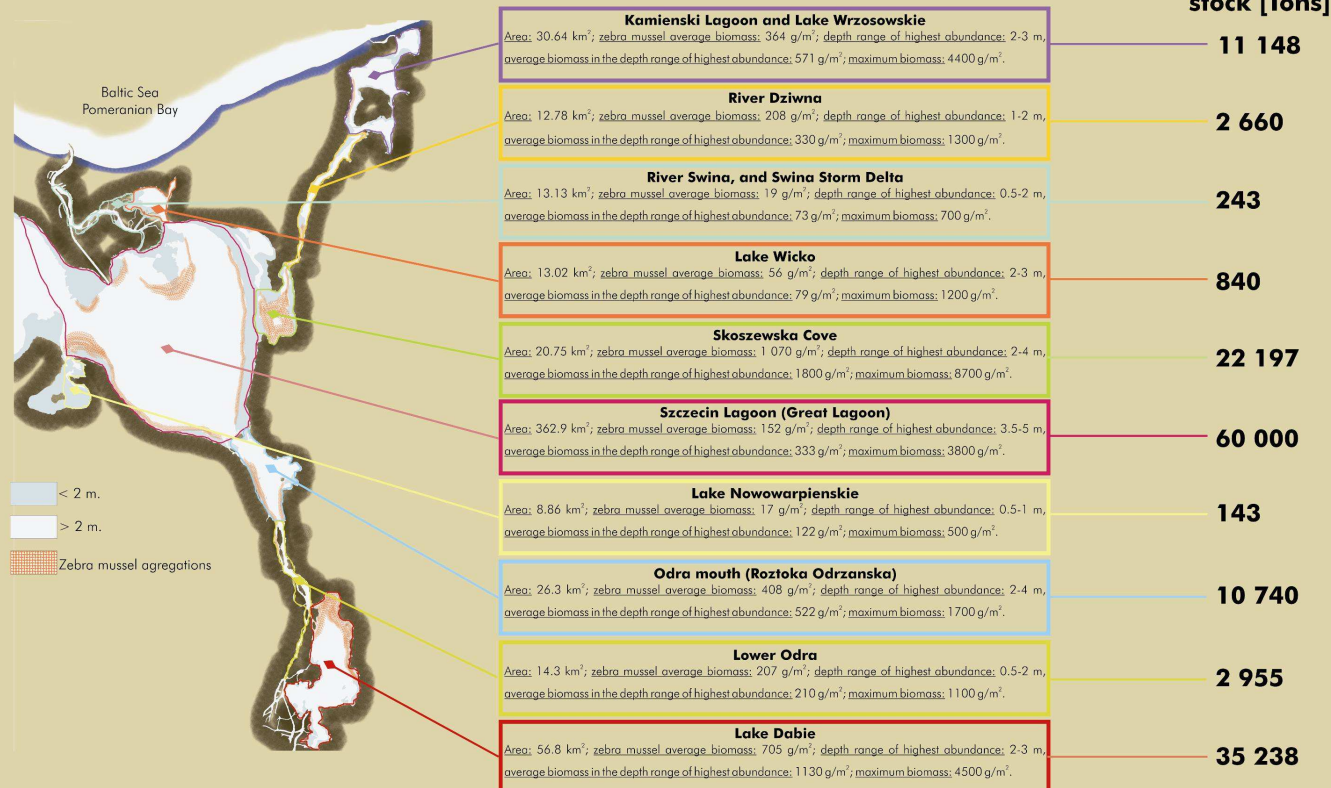 stock [Tons]
Baltic Sea
Pomeranian Bay
< 2 m.
> 2 m.
Zebra mussel agregations
Kamienski Lagoon and Lake Wrzosowskie
Area: 30.64 km²; zebra mussel average biomass: 364 g/m²; depth range of highest abundance: 2-3 m,
average biomass in the depth range of highest abundance: 571 g/m²; maximum biomass: 4400 g/m².
11 148
River Dziwna
Area: 12.78 km²; zebra mussel average biomass: 208 g/m²; depth range of highest abundance: 1-2 m,
average biomass in the depth range of highest abundance: 330 g/m²; maximum biomass: 1300 g/m².
2 660
River Swina, and Swina Storm Delta
Area: 13.13 km²; zebra mussel average biomass: 19 g/m²; depth range of highest abundance: 0.5-2 m,
average biomass in the depth range of highest abundance: 73 g/m²; maximum biomass: 700 g/m².
243
Lake Wicko
Area: 13.02 km²; zebra mussel average biomass: 56 g/m²; depth range of highest abundance: 2-3 m,
average biomass in the depth range of highest abundance: 79 g/m²; maximum biomass: 1200 g/m².
840
Skoszewska Cove
Area: 20.75 km²; zebra mussel average biomass: 1 070 g/m²; depth range of highest abundance: 2-4 m,
average biomass in the depth range of highest abundance: 1800 g/m²; maximum biomass: 8700 g/m².
22 197
Szczecin Lagoon (Great Lagoon)
Area: 362.9 km²; zebra mussel average biomass: 152 g/m²; depth range of highest abundance: 3.5-5 m,
average biomass in the depth range of highest abundance: 333 g/m²; maximum biomass: 3800 g/m².
60 000
Lake Nowowarpienskie
Area: 8.86 km²; zebra mussel average biomass: 17 g/m²; depth range of highest abundance: 0.5-1 m,
average biomass in the depth range of highest abundance: 122 g/m²; maximum biomass: 500 g/m².
143
Odra mouth (Roztoka Odrzanska)
Area: 26.3 km²; zebra mussel average biomass: 408 g/m²; depth range of highest abundance: 2-4 m,
average biomass in the depth range of highest abundance: 522 g/m²; maximum biomass: 1700 g/m².
10 740
Lower Odra
Area: 14.3 km²; zebra mussel average biomass: 207 g/m²; depth range of highest abundance: 0.5-2 m,
average biomass in the depth range of highest abundance: 210 g/m²; maximum biomass: 1100 g/m².
2 955
Lake Dabie
Area: 56.8 km²; zebra mussel average biomass: 705 g/m²; depth range of highest abundance: 2-3 m,
average biomass in the depth range of highest abundance: 1130 g/m²; maximum biomass: 4500 g/m².
35 238